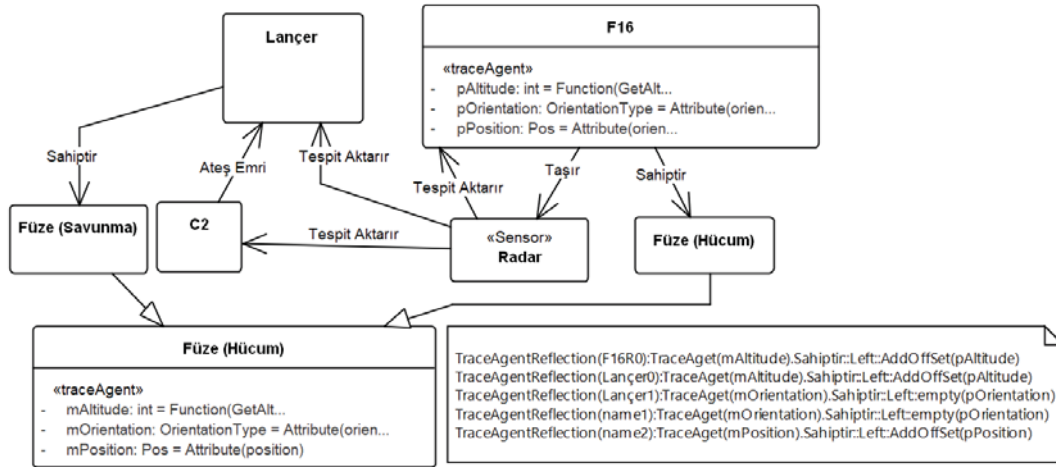 Lançer
F16
«traceAgent»
- pAltitude: int = Function(GetAlt...
- pOrientation: OrientationType = Attribute(orien...
- pPosition: Pos = Attribute(orien...
Sahiptir
Ateş Emri
Tespit Aktarır
Tespit Aktarır
Taşır
Sahiptir
Füze (Savunma)
C2
Tespit Aktarır
«Sensor»
Radar
Füze (Hücum)
Füze (Hücum)
«traceAgent»
- mAltitude: int = Function(GetAlt...
- mOrientation: OrientationType = Attribute(orien...
- mPosition: Pos = Attribute(position)
TraceAgentReflection(F16R0):TraceAget(mAltitude).Sahiptir::Left::AddOffSet(pAltitude)
TraceAgentReflection(Lançer0):TraceAget(mAltitude).Sahiptir::Left::AddOffSet(pAltitude)
TraceAgentReflection(Lançer1):TraceAget(mOrientation).Sahiptir::Left::empty(pOrientation)
TraceAgentReflection(name1):TraceAget(mOrientation).Sahiptir::Left::empty(pOrientation)
TraceAgentReflection(name2):TraceAget(mPosition).Sahiptir::Left::AddOffSet(pPosition)